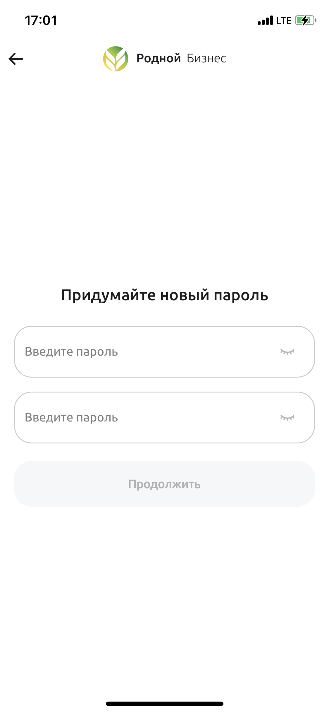 17:01
LTE
Родной Бизнес
Придумайте новый пароль
Введите пароль
Введите пароль
Продолжить